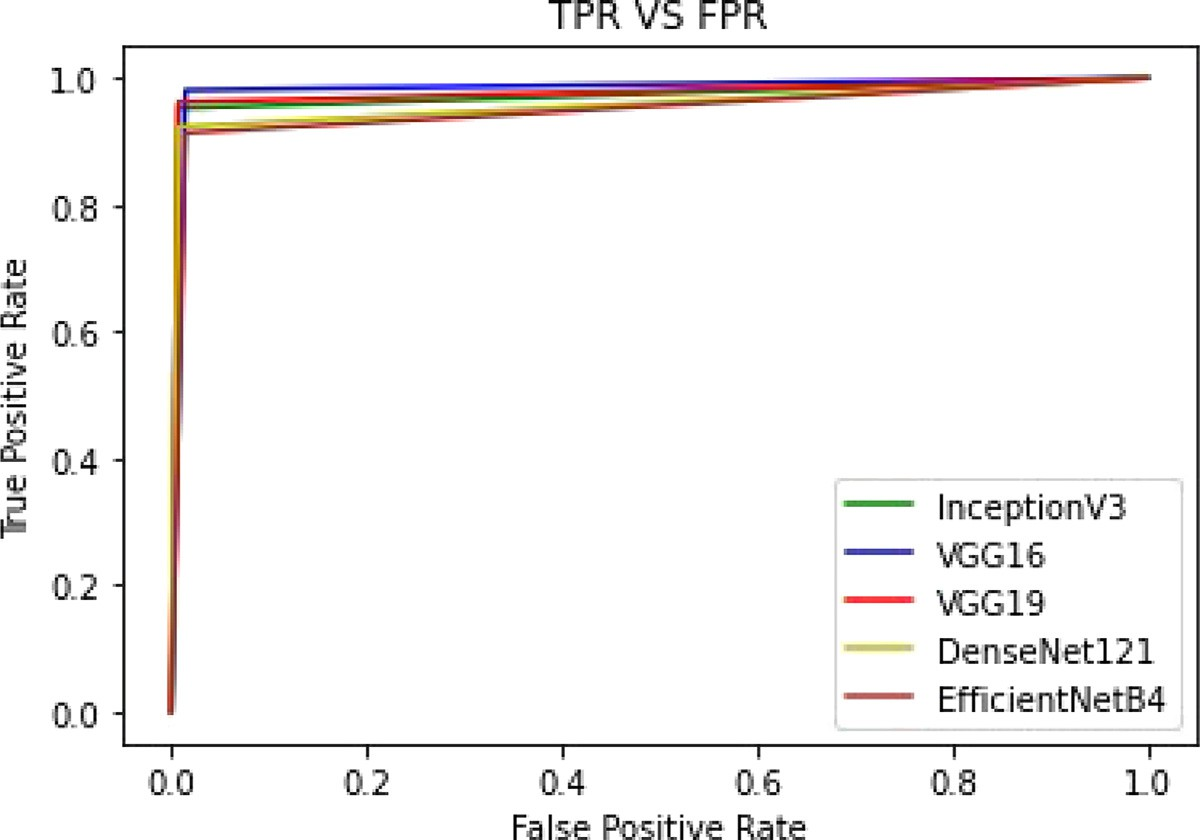 TPR VS FPR
True Positive Rate
1.0
0.8
0.6
0.4
0.2
0.0
InceptionV3
VGG16
VGG19
DenseNet121
EfficientNetB4
0.0 0.2 0.4 0.6 0.8 1.0
False Positive Rate